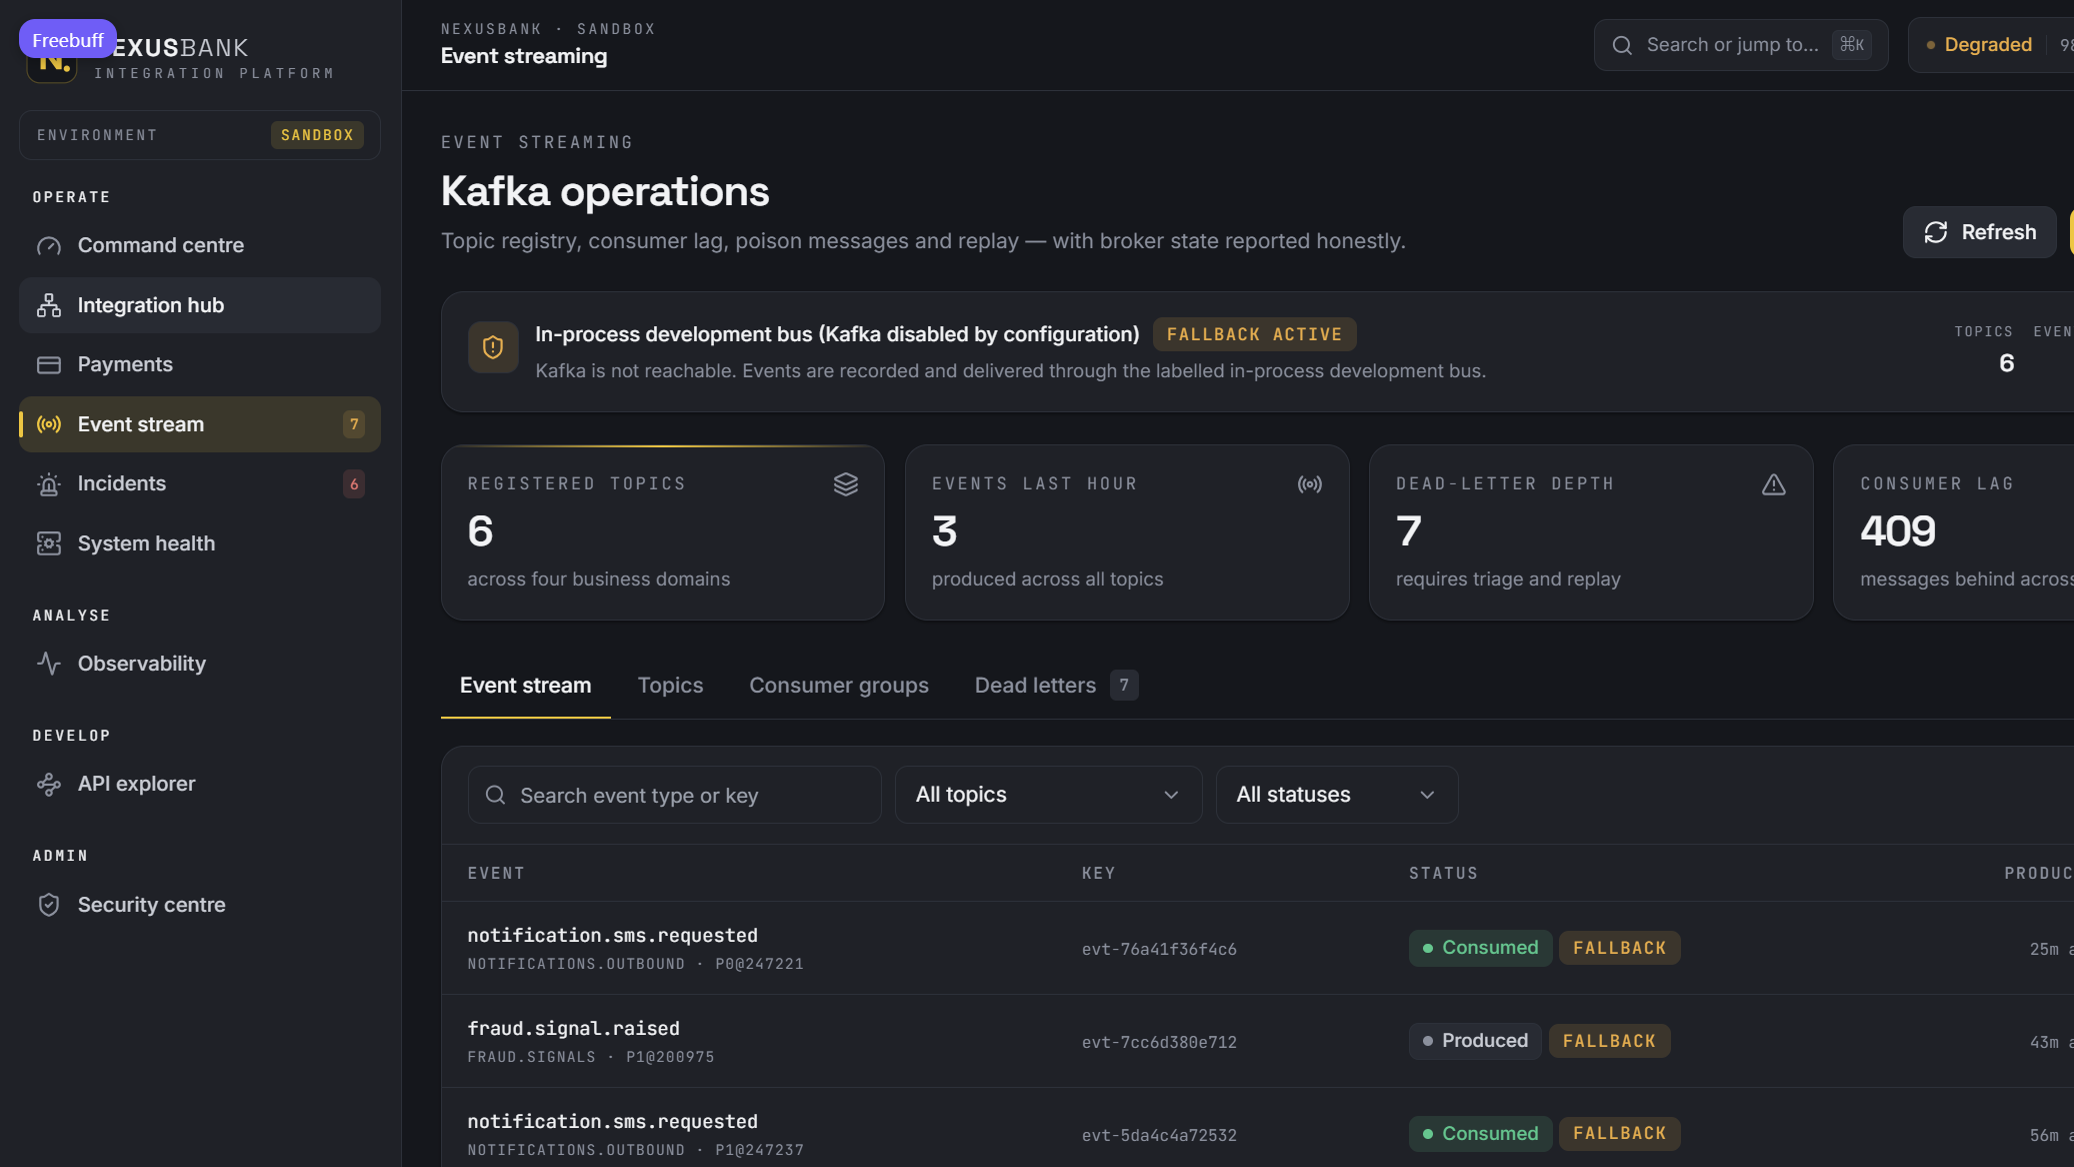 Freebuff
EXUSBANK
N.
INTEGRATION PLATFORM
ENVIRONMENT
SANDBOX
OPERATE
Command centre
Integration hub
Payments
Event stream
7
Incidents
6
System health
ANALYSE
Observability
DEVELOP
API explorer
ADMIN
Security centre
NEXUSBANK · SANDBOX
Event streaming
Search or jump to...
⌘K
Degraded
98
EVENT STREAMING
Kafka operations
Topic registry, consumer lag, poison messages and replay — with broker state reported honestly.
Refresh
In-process development bus (Kafka disabled by configuration)
FALLBACK ACTIVE
Kafka is not reachable. Events are recorded and delivered through the labelled in-process development bus.
TOPICS
6
EVEN
REGISTERED TOPICS
6
across four business domains
EVENTS LAST HOUR
3
produced across all topics
DEAD-LETTER DEPTH
7
requires triage and replay
CONSUMER LAG
409
messages behind across
Event stream
Topics
Consumer groups
Dead letters
7
Search event type or key
All topics
All statuses
EVENT
KEY
STATUS
PRODUC
notification.sms.requested
NOTIFICATIONS.OUTBOUND · P0@247221
evt-76a41f36f4c6
Consumed
FALLBACK
25m a
fraud.signal.raised
FRAUD.SIGNALS · P1@200975
evt-7cc6d380e712
Produced
FALLBACK
43m a
notification.sms.requested
NOTIFICATIONS.OUTBOUND · P1@247237
evt-5da4c4a72532
Consumed
FALLBACK
56m a